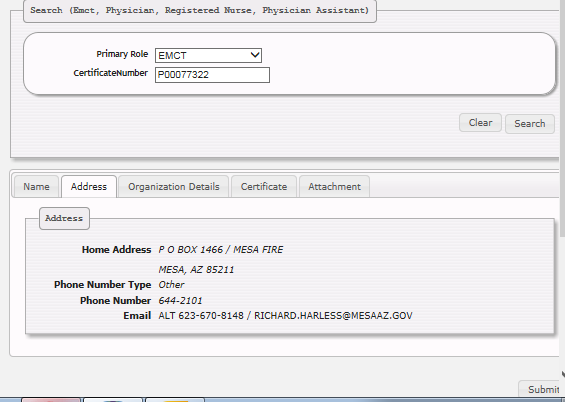 Search (Emct, Physician, Registered Nurse, Physician Assistant)
Primary Role EMCT
CertificateNumber P00077322
Clear Search
Name Address Organization Details Certificate Attachment
Address
Home Address P O BOX 1466 / MESA FIRE
MESA, AZ 85211
Phone Number Type Other
Phone Number 644-2101
Email ALT 623-670-8148 / RICHARD.HARLESS@MESAAZ.GOV
Submit